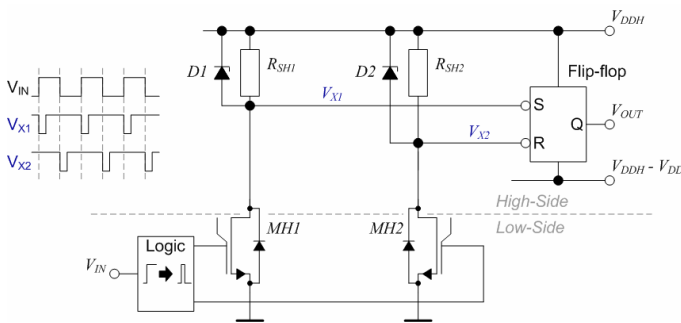 V_DDH
D1
R_SH1
D2
R_SH2
Flip-flop
V_IN
V_X1
S
Q
V_OUT
V_X1
V_X2
R
V_X2
V_DDH - V_DD
High-Side
Low-Side
MH1
MH2
Logic
V_IN